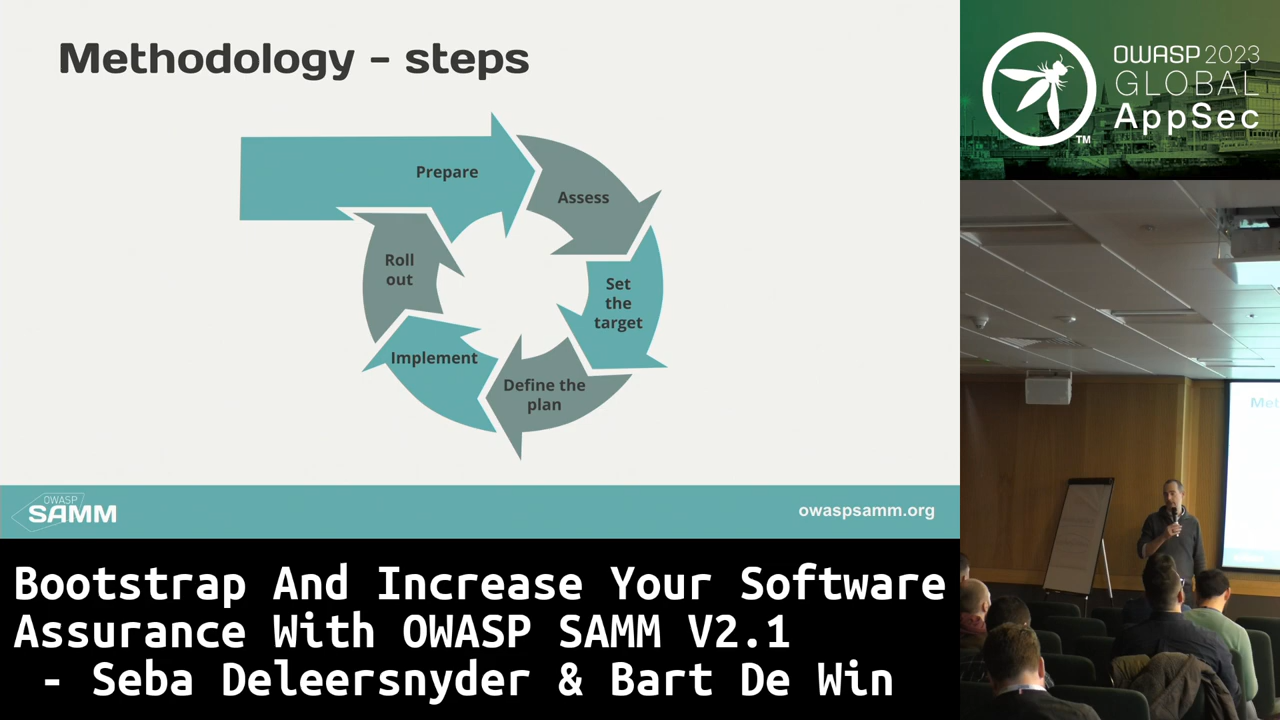 Methodology - steps
Prepare
Assess
Set
the
target
Define the
plan
Implement
Roll
out
OWASP
SAMM
owaspsamm.org
OWASP 2023
GLOBAL
AppSec
TM
Met
Bootstrap And Increase Your Software
Assurance With OWASP SAMM V2.1
- Seba Deleersnyder & Bart De Win